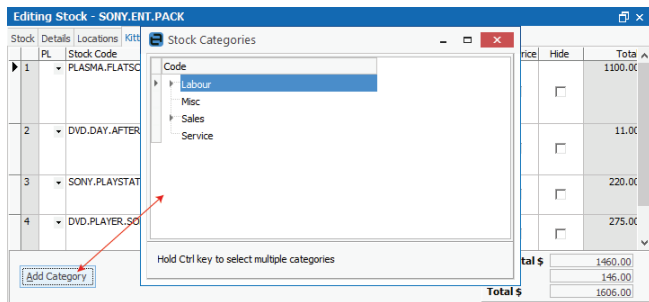 Editing Stock - SONY.ENT.PACK
Stock Details Locations Kitt
Stock Categories
PL Stock Code
rice Hide Tota
Code
1 PLASMA.FLATSC
1100.00
Labour
Misc
Sales
Service
2 DVD.DAY.AFTER
11.00
3 SONY.PLAYSTAT
220.00
4 DVD.PLAYER.SO
275.00
Hold Ctrl key to select multiple categories
Add Category
tal $ 1460.00
146.00
Total $ 1606.00